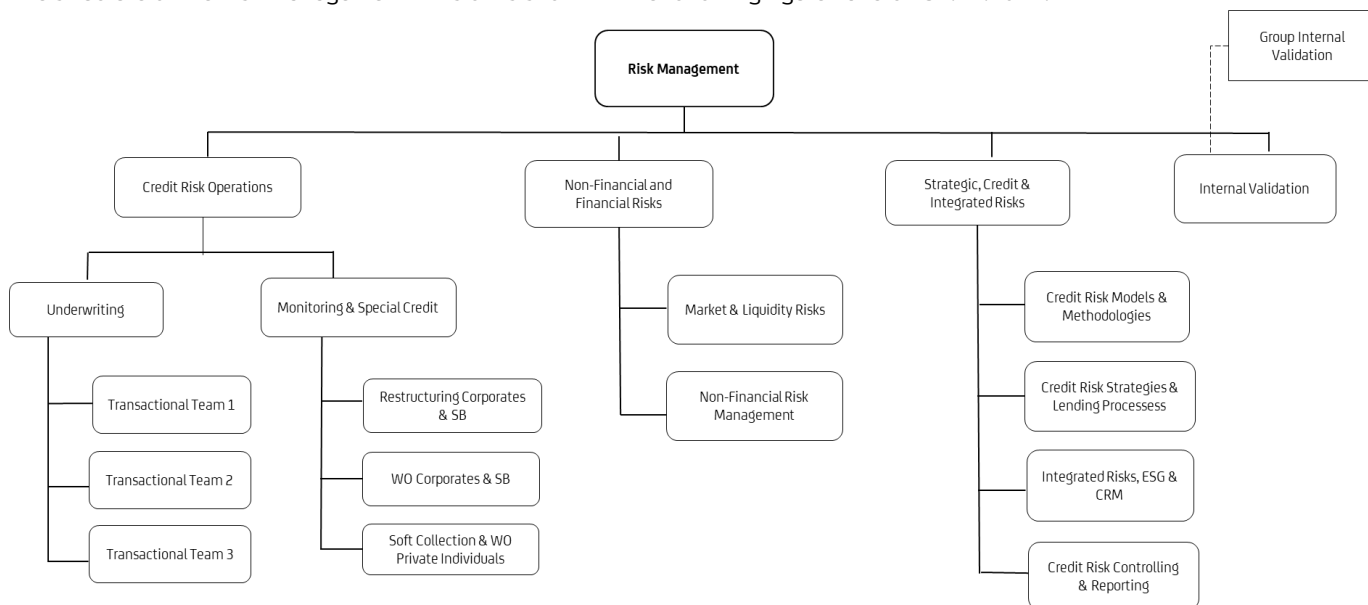 Group Internal
Validation
Risk Management
Credit Risk Operations
Non-Financial and
Financial Risks
Strategic, Credit &
Integrated Risks
Internal Validation
Underwriting
Monitoring & Special Credit
Market & Liquidity Risks
Credit Risk Models &
Methodologies
Transactional Team 1
Restructuring Corporates
& SB
Non-Financial Risk
Management
Credit Risk Strategies &
Lending Processess
Transactional Team 2
WO Corporates & SB
Integrated Risks, ESG &
CRM
Transactional Team 3
Soft Collection & WO
Private Individuals
Credit Risk Controlling
& Reporting